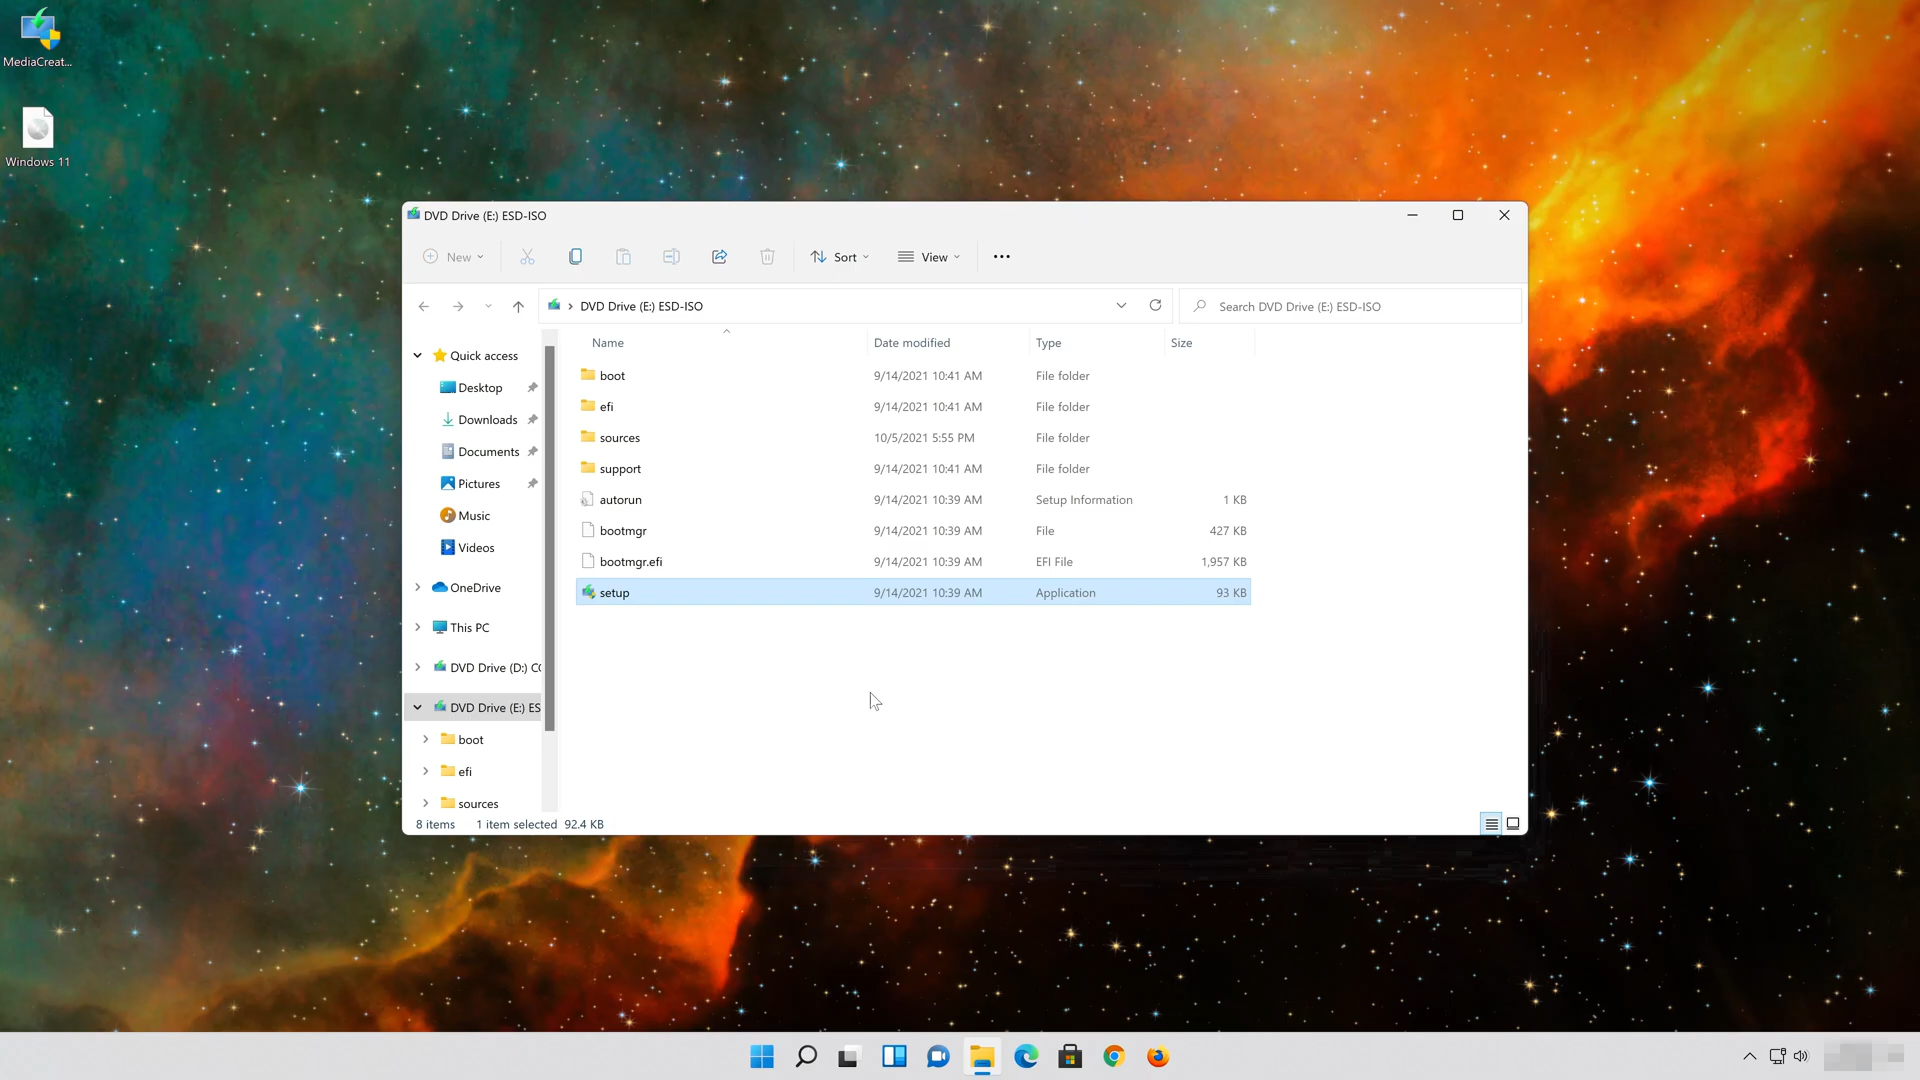 MediaCreat...
Windows 11
DVD Drive (E:) ESD-ISO
New
Sort
View
DVD Drive (E:) ESD-ISO
Search DVD Drive (E:) ESD-ISO
Quick access
Desktop
Downloads
Documents
Pictures
Music
Videos
OneDrive
This PC
DVD Drive (D:) CC
DVD Drive (E:) ES
boot
efi
sources
Name Date modified Type Size
boot 9/14/2021 10:41 AM File folder
efi 9/14/2021 10:41 AM File folder
sources 10/5/2021 5:55 PM File folder
support 9/14/2021 10:41 AM File folder
autorun 9/14/2021 10:39 AM Setup Information 1 KB
bootmgr 9/14/2021 10:39 AM File 427 KB
bootmgr.efi 9/14/2021 10:39 AM EFI File 1,957 KB
setup 9/14/2021 10:39 AM Application 93 KB
8 items 1 item selected 92.4 KB